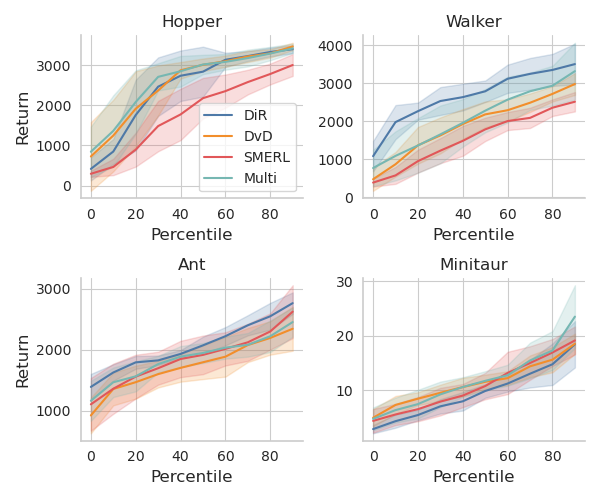 Hopper
Walker
Return
3000
2000
1000
0
DiR
DvD
SMERL
Multi
0 20 40 60 80
Percentile
4000
3000
2000
1000
0
0 20 40 60 80
Percentile
Ant
Minitaur
Return
3000
2000
1000
0 20 40 60 80
Percentile
30
20
10
0 20 40 60 80
Percentile